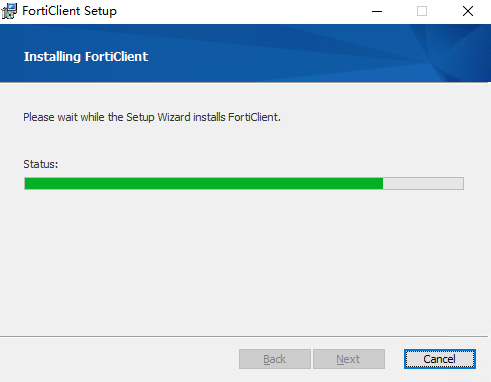 FortiClient Setup
Installing FortiClient
Please wait while the Setup Wizard installs FortiClient.
Status:
Back Next Cancel